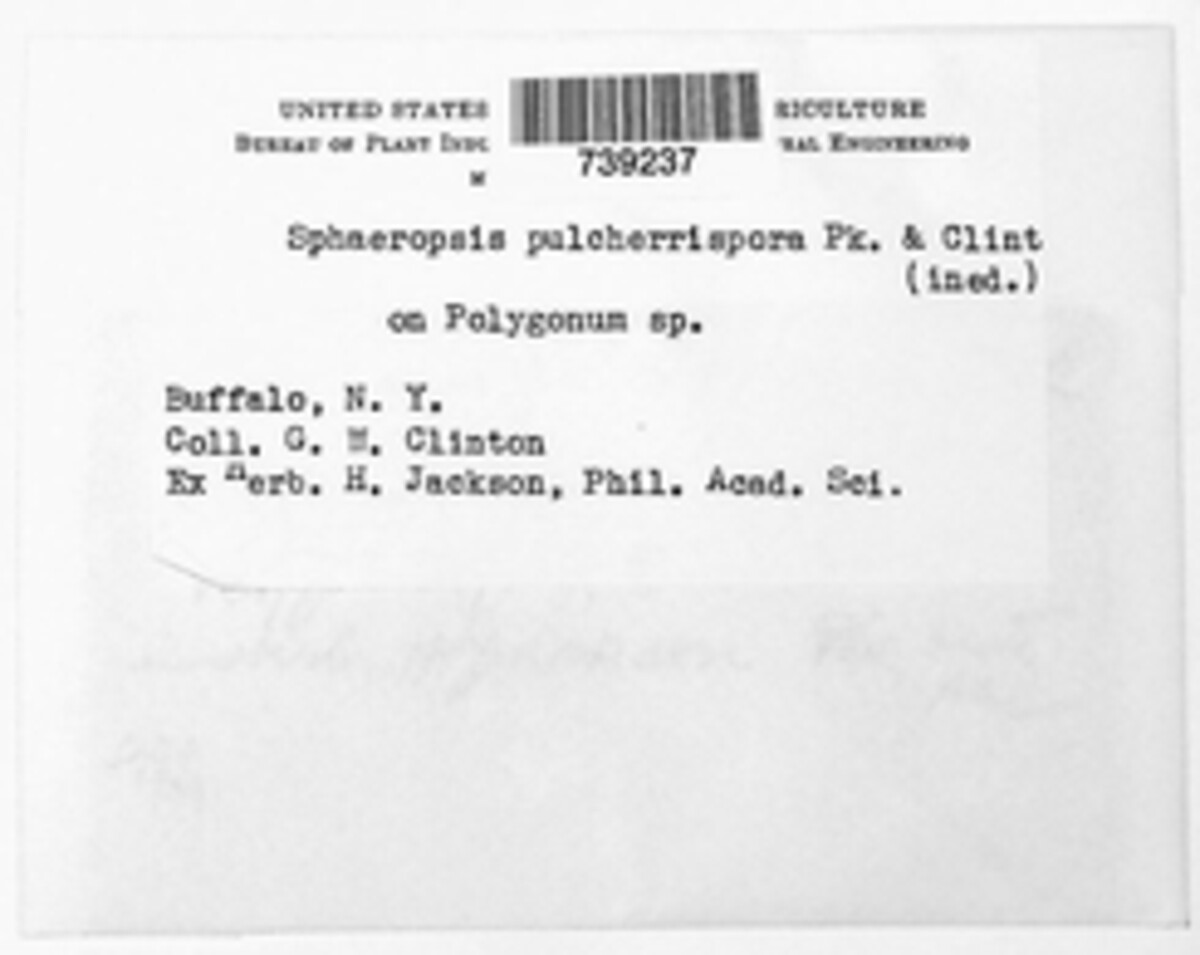 UNITED STATES RICULTURE
BUREAU OF PLANT INDU RAL ENGINEERING
M
739237
Sphaeropsis pulcherrispora Pk. & Clint
(ined.)
on Polygonum sp.
Buffalo, N. Y.
Coll. G. W. Clinton
Ex Herb. H. Jackson, Phil. Acad. Sci.